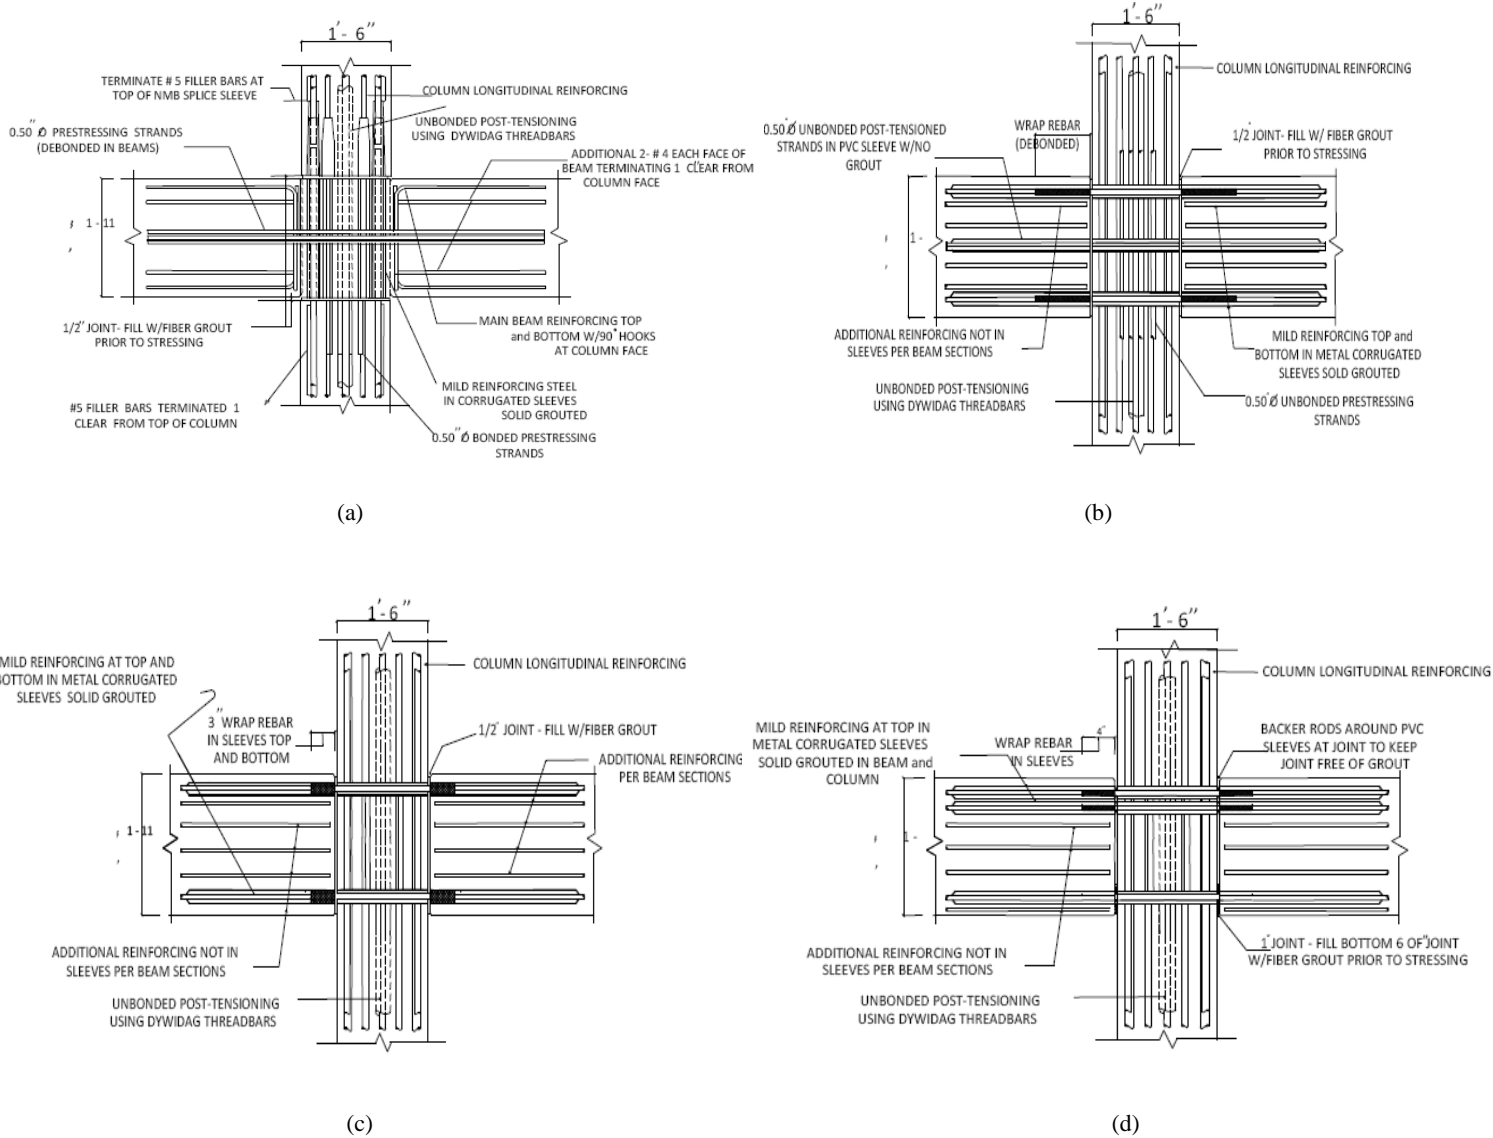 1'- 6"
TERMINATE # 5 FILLER BARS AT
TOP OF NMB SPLICE SLEEVE
COLUMN LONGITUDINAL REINFORCING
UNBONDED POST-TENSIONING
USING DYWIDAG THREADBARS
0.50" Ø PRESTRESSING STRANDS
(DEBONDED IN BEAMS)
ADDITIONAL 2- # 4 EACH FACE OF
BEAM TERMINATING 1 CLEAR FROM
COLUMN FACE
1 - 11
1/2" JOINT- FILL W/FIBER GROUT
PRIOR TO STRESSING
MAIN BEAM REINFORCING TOP
and BOTTOM W/90° HOOKS
AT COLUMN FACE
MILD REINFORCING STEEL
IN CORRUGATED SLEEVES
SOLID GROUTED
#5 FILLER BARS TERMINATED 1
CLEAR FROM TOP OF COLUMN
0.50" Ø BONDED PRESTRESSING
STRANDS
(a)
1'- 6"
COLUMN LONGITUDINAL REINFORCING
0.50" Ø UNBONDED POST-TENSIONED
STRANDS IN PVC SLEEVE W/NO
GROUT
WRAP REBAR
(DEBONDED)
1/2" JOINT- FILL W/ FIBER GROUT
PRIOR TO STRESSING
1 -
ADDITIONAL REINFORCING NOT IN
SLEEVES PER BEAM SECTIONS
MILD REINFORCING TOP and
BOTTOM IN METAL CORRUGATED
SLEEVES SOLD GROUTED
UNBONDED POST-TENSIONING
USING DYWIDAG THREADBARS
0.50" Ø UNBONDED PRESTRESSING
STRANDS
(b)
1'- 6"
MILD REINFORCING AT TOP AND
BOTTOM IN METAL CORRUGATED
SLEEVES SOLID GROUTED
COLUMN LONGITUDINAL REINFORCING
3" WRAP REBAR
IN SLEEVES TOP
AND BOTTOM
1/2" JOINT - FILL W/FIBER GROUT
ADDITIONAL REINFORCING
PER BEAM SECTIONS
1 - 11
ADDITIONAL REINFORCING NOT IN
SLEEVES PER BEAM SECTIONS
UNBONDED POST-TENSIONING
USING DYWIDAG THREADBARS
(c)
1'- 6"
COLUMN LONGITUDINAL REINFORCING
MILD REINFORCING AT TOP IN
METAL CORRUGATED SLEEVES
SOLID GROUTED IN BEAM and
COLUMN
4"
WRAP REBAR
IN SLEEVES
BACKER RODS AROUND PVC
SLEEVES AT JOINT TO KEEP
JOINT FREE OF GROUT
1 -
ADDITIONAL REINFORCING NOT IN
SLEEVES PER BEAM SECTIONS
1" JOINT - FILL BOTTOM 6 OF"JOINT
W/FIBER GROUT PRIOR TO STRESSING
UNBONDED POST-TENSIONING
USING DYWIDAG THREADBARS
(d)